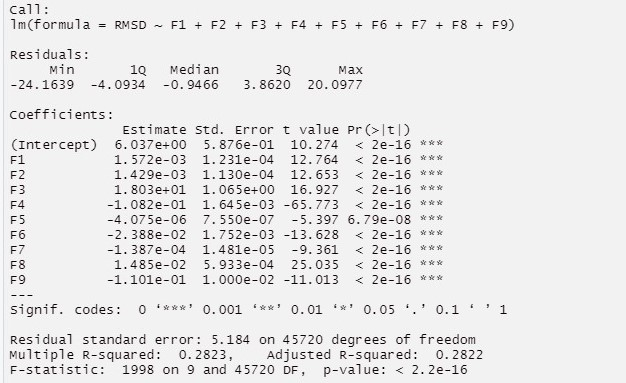 Call:
lm(formula = RMSD ~ F1 + F2 + F3 + F4 + F5 + F6 + F7 + F8 + F9)
Residuals:
Min 1Q Median 3Q Max
-24.1639 -4.0934 -0.9466 3.8620 20.0977
Coefficients:
Estimate Std. Error t value Pr(>|t|)
(Intercept) 6.037e+00 5.876e-01 10.274 < 2e-16 ***
F1 1.572e-03 1.231e-04 12.764 < 2e-16 ***
F2 1.429e-03 1.130e-04 12.653 < 2e-16 ***
F3 1.803e+01 1.065e+00 16.927 < 2e-16 ***
F4 -1.082e-01 1.645e-03 -65.773 < 2e-16 ***
F5 -4.075e-06 7.550e-07 -5.397 6.79e-08 ***
F6 -2.388e-02 1.752e-03 -13.628 < 2e-16 ***
F7 -1.387e-04 1.481e-05 -9.361 < 2e-16 ***
F8 1.485e-02 5.933e-04 25.035 < 2e-16 ***
F9 -1.101e-01 1.000e-02 -11.013 < 2e-16 ***
---
Signif. codes: 0 ‘***’ 0.001 ‘**’ 0.01 ‘*’ 0.05 ‘.’ 0.1 ‘ ’ 1
Residual standard error: 5.184 on 45720 degrees of freedom
Multiple R-squared: 0.2823, Adjusted R-squared: 0.2822
F-statistic: 1998 on 9 and 45720 DF, p-value: < 2.2e-16